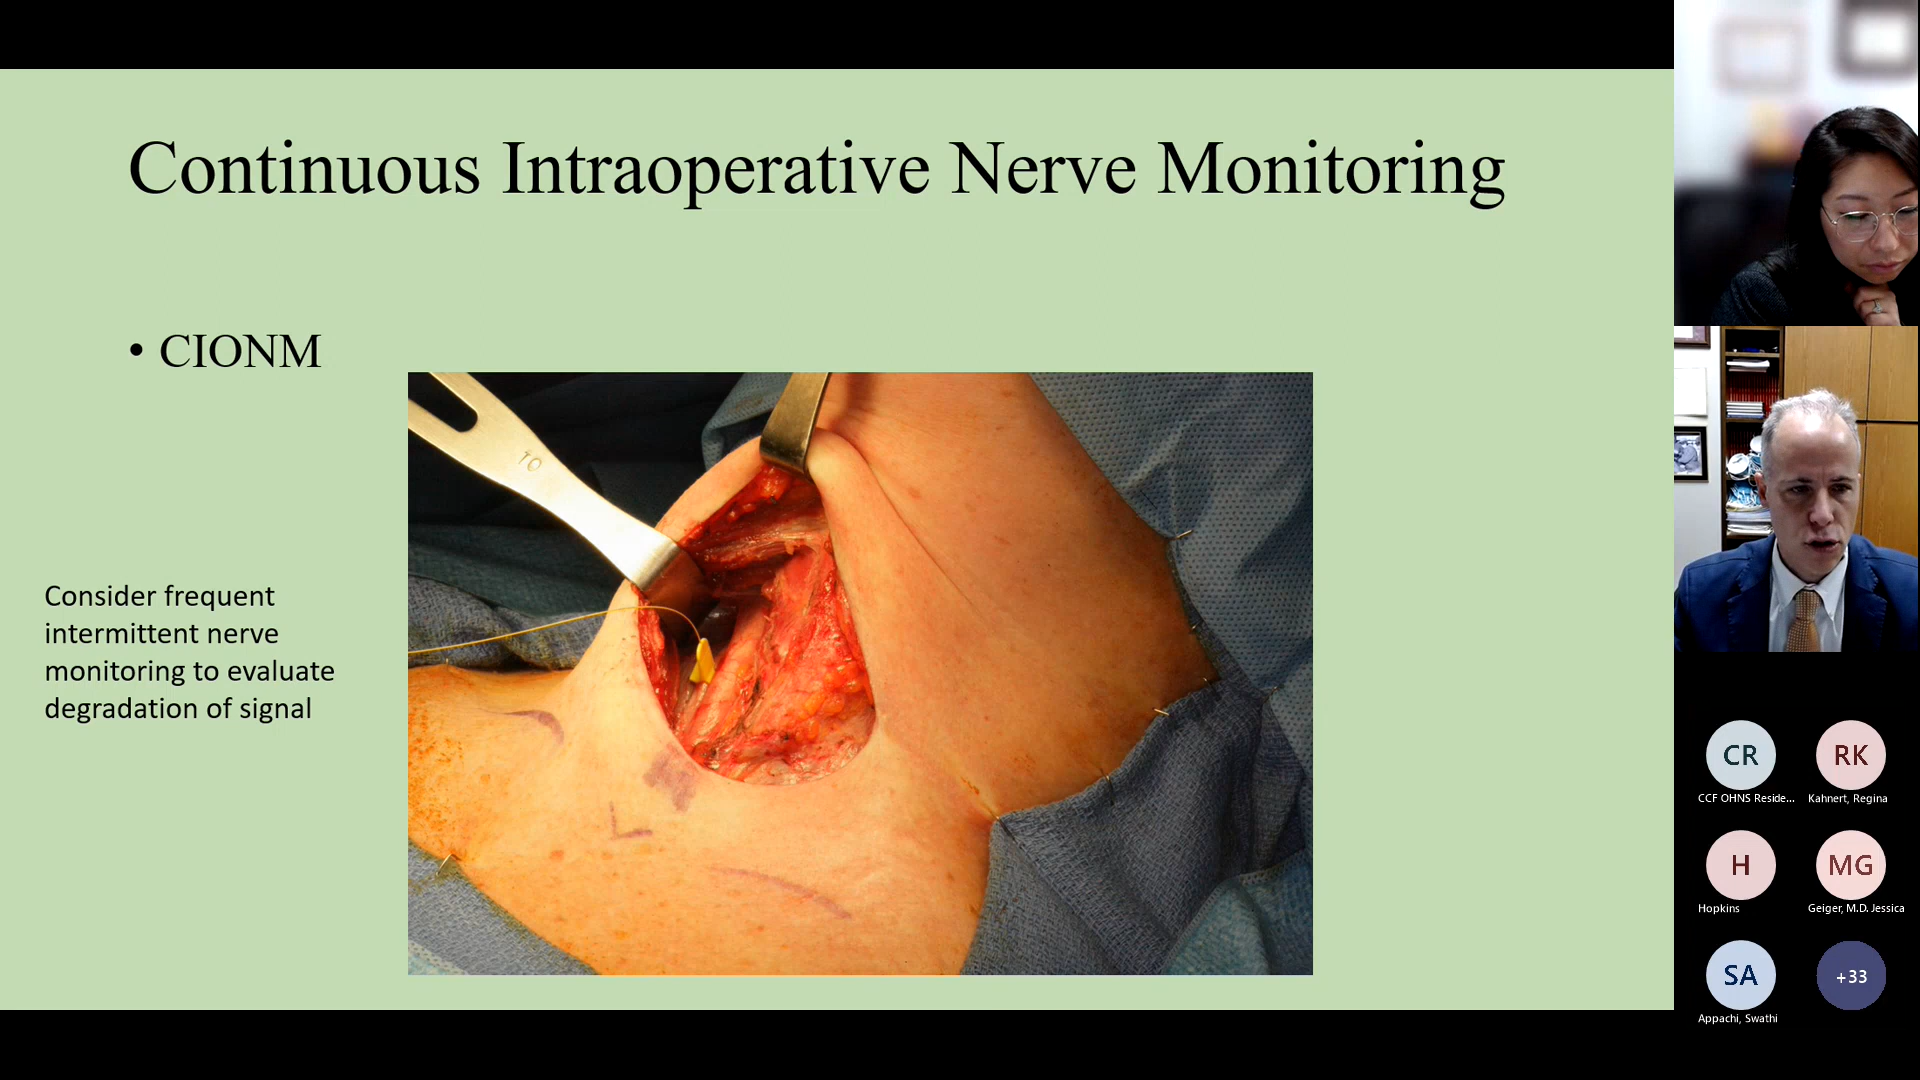 Continuous Intraoperative Nerve Monitoring
• CIONM
TO
Consider frequent
intermittent nerve
monitoring to evaluate
degradation of signal
CR
RK
CCF OHNS Reside...
Kahnert, Regina
H
MG
Hopkins
Geiger, M.D. Jessica
SA
+33
Appachi, Swathi